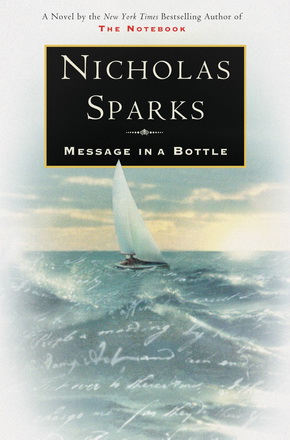 A Novel by the New York Times Bestselling Author of
THE NOTEBOOK
NICHOLAS
SPARKS
MESSAGE IN A BOTTLE